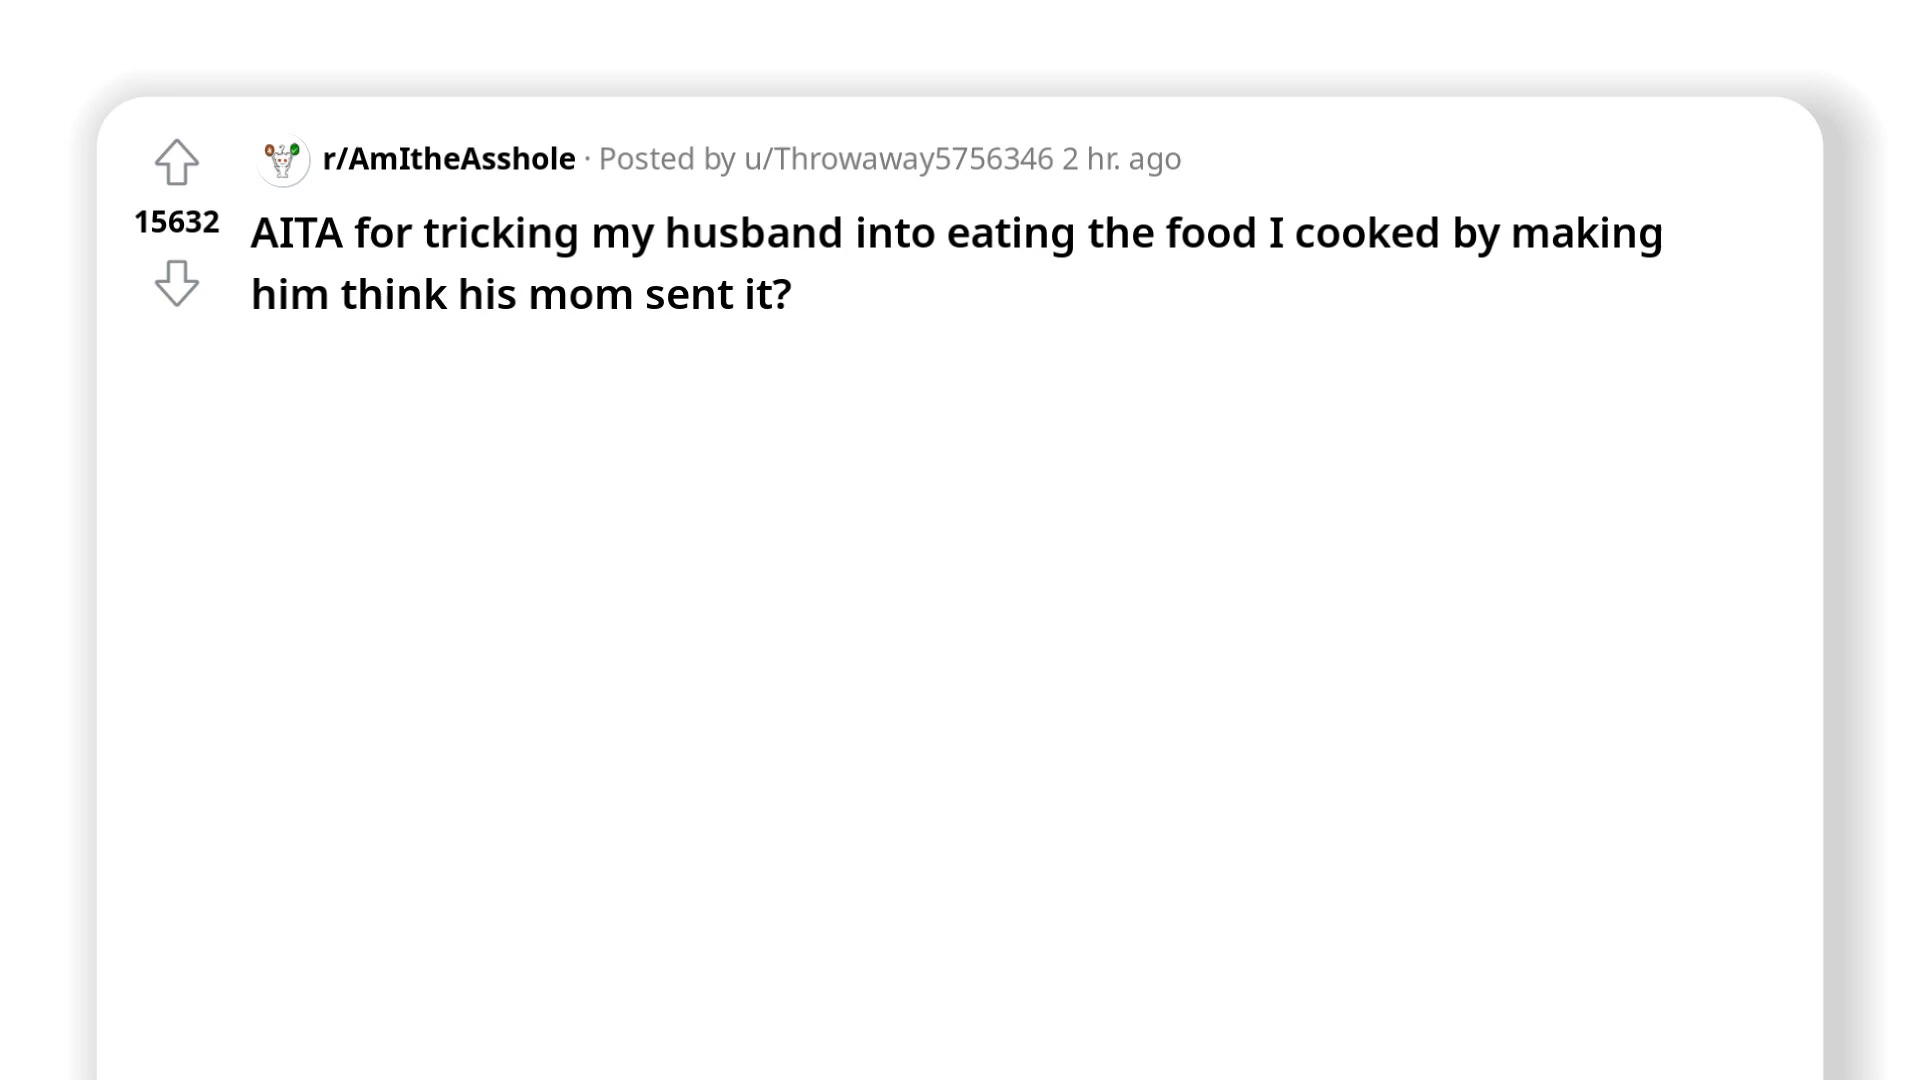 r/AmItheAsshole · Posted by u/Throwaway5756346 2 hr. ago
15632
AITA for tricking my husband into eating the food I cooked by making
him think his mom sent it?